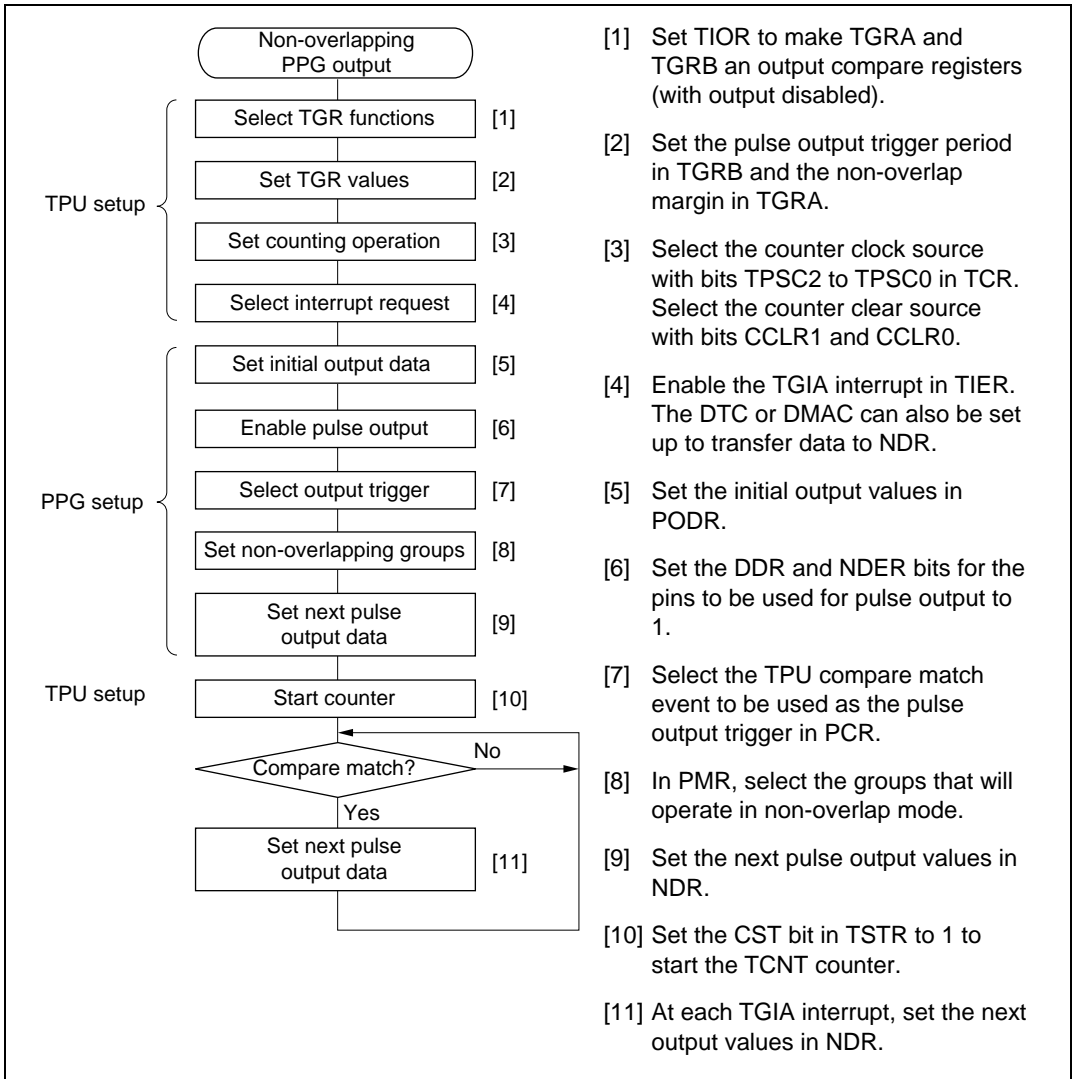 Non-overlapping
PPG output
TPU setup
Select TGR functions [1]
Set TGR values [2]
Set counting operation [3]
Select interrupt request [4]
PPG setup
Set initial output data [5]
Enable pulse output [6]
Select output trigger [7]
Set non-overlapping groups [8]
Set next pulse
output data [9]
TPU setup
Start counter [10]
Compare match?
No
Yes
Set next pulse
output data [11]
[1] Set TIOR to make TGRA and
TGRB an output compare registers
(with output disabled).
[2] Set the pulse output trigger period
in TGRB and the non-overlap
margin in TGRA.
[3] Select the counter clock source
with bits TPSC2 to TPSC0 in TCR.
Select the counter clear source
with bits CCLR1 and CCLR0.
[4] Enable the TGIA interrupt in TIER.
The DTC or DMAC can also be set
up to transfer data to NDR.
[5] Set the initial output values in
PODR.
[6] Set the DDR and NDER bits for the
pins to be used for pulse output to
1.
[7] Select the TPU compare match
event to be used as the pulse
output trigger in PCR.
[8] In PMR, select the groups that will
operate in non-overlap mode.
[9] Set the next pulse output values in
NDR.
[10] Set the CST bit in TSTR to 1 to
start the TCNT counter.
[11] At each TGIA interrupt, set the next
output values in NDR.